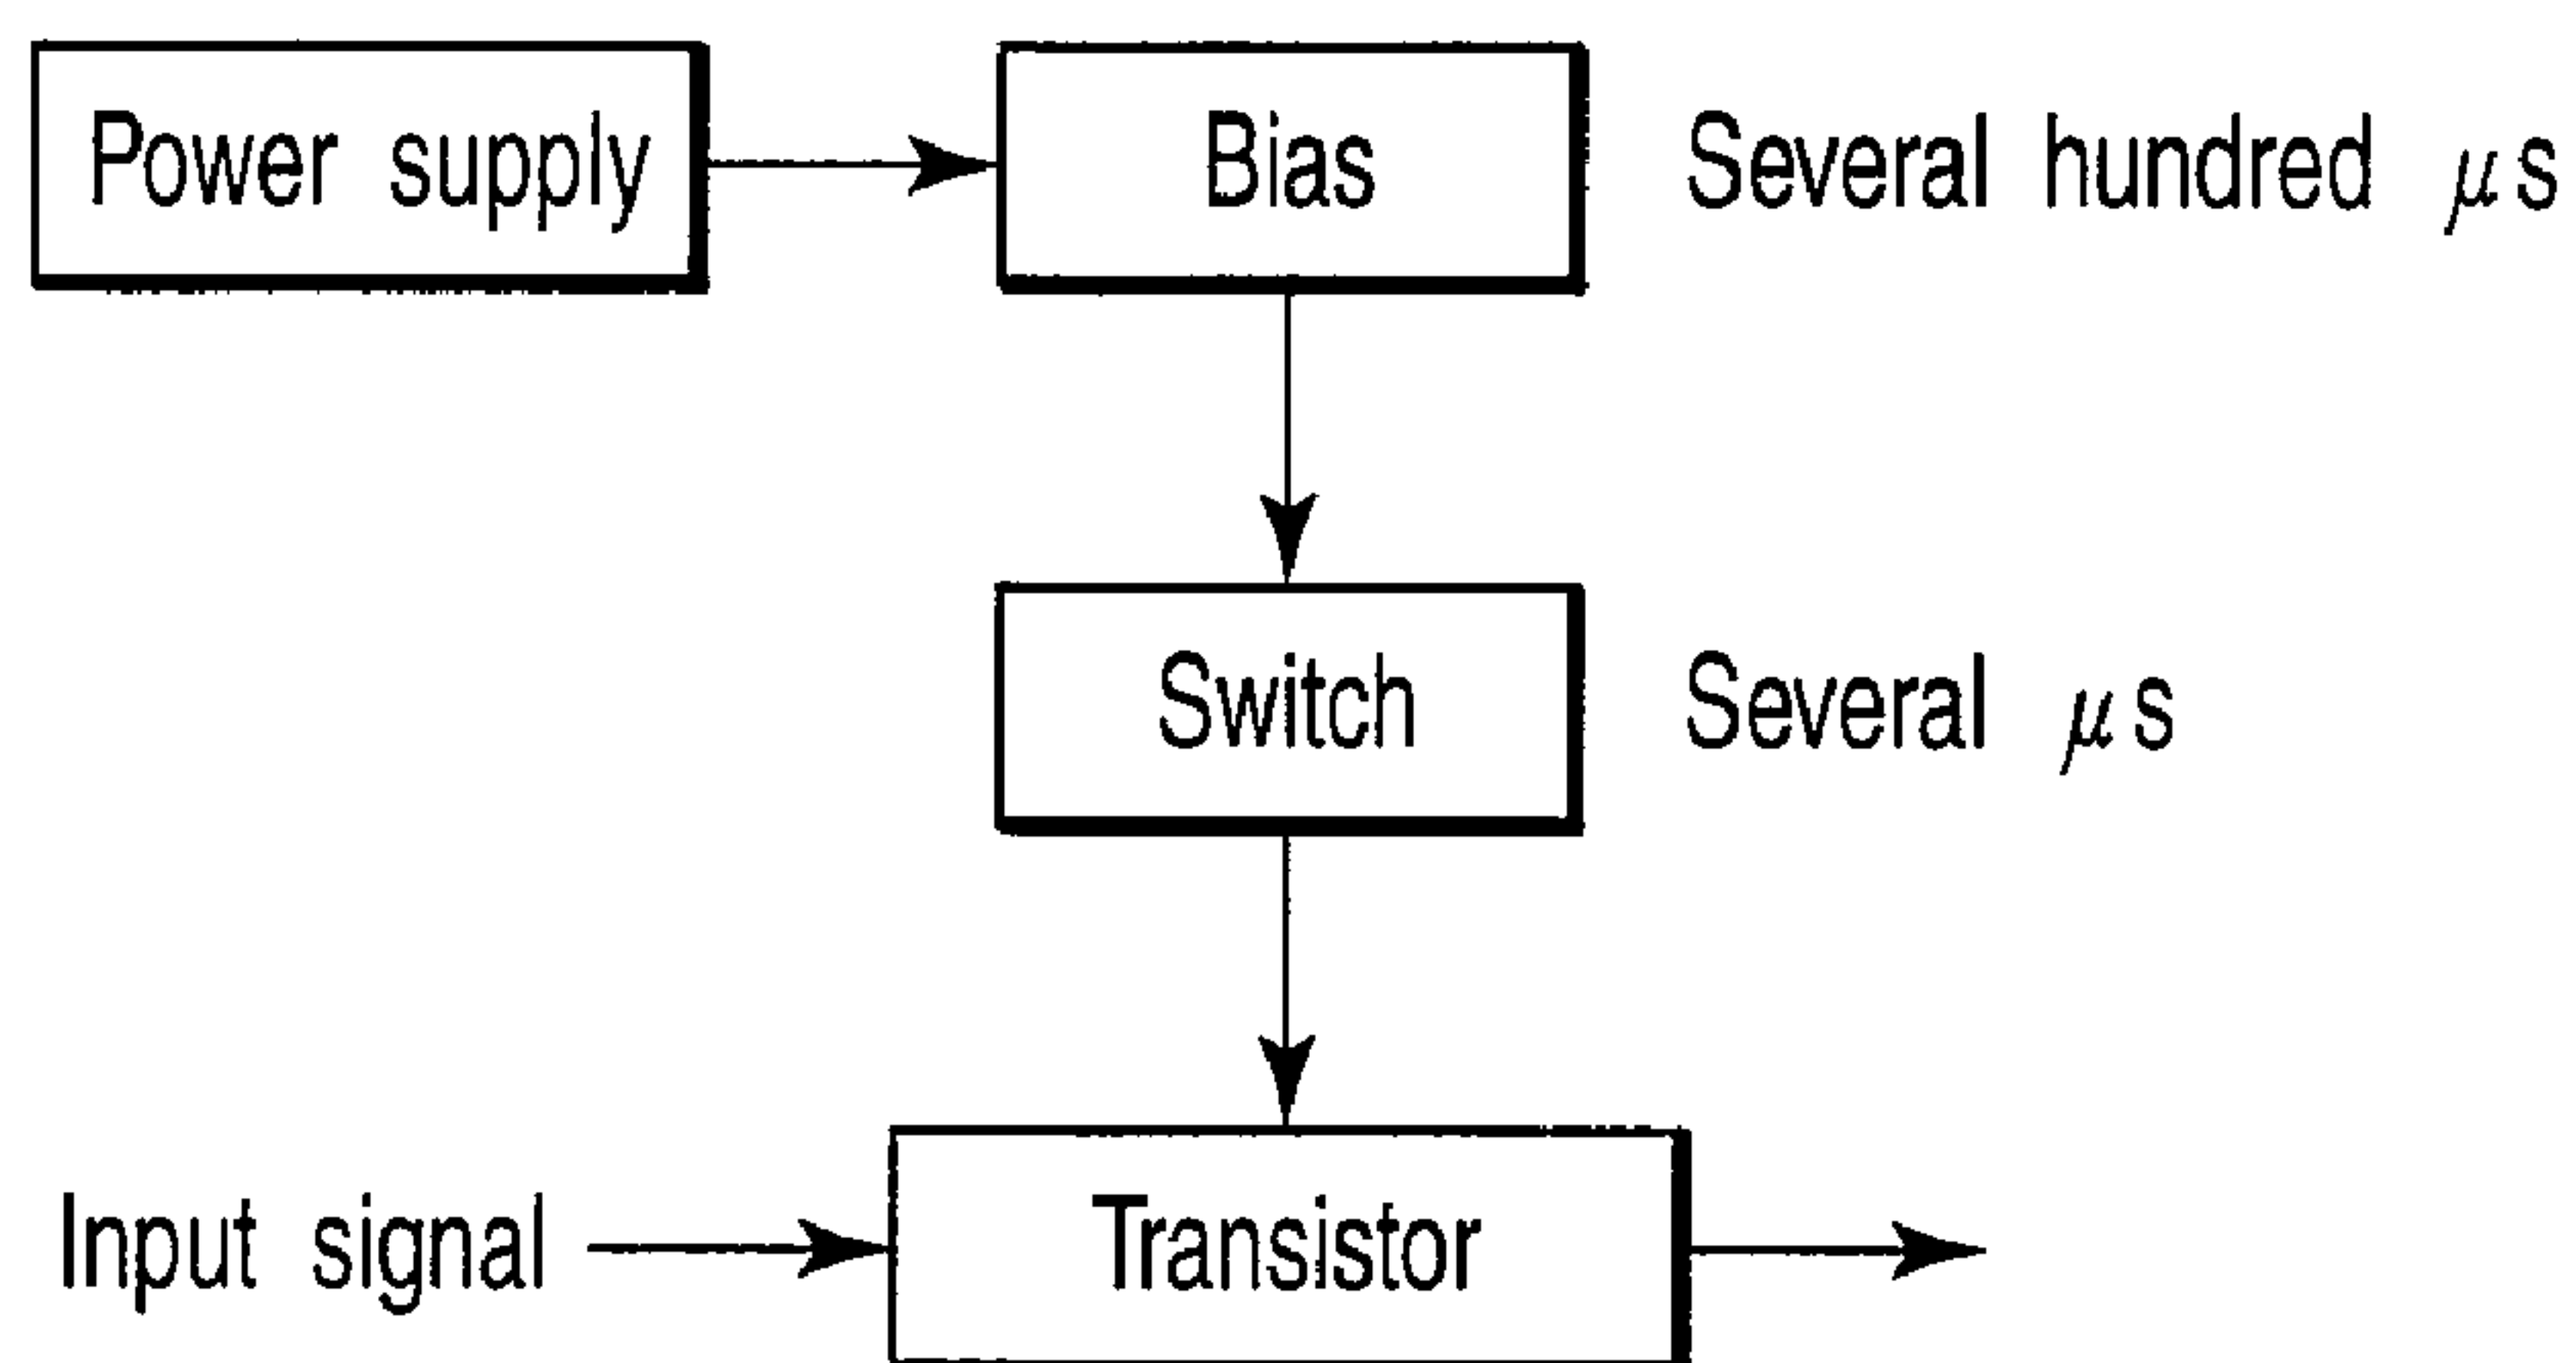 Power supply
Bias
Several hundred μs
Switch
Several μs
Input signal
Transistor